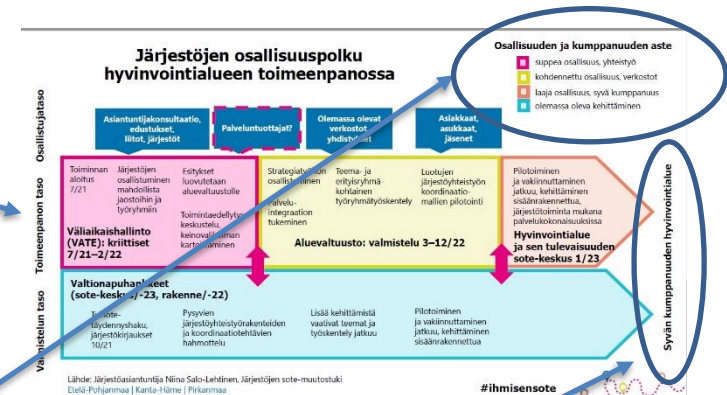 Järjestöjen osallisuuspolku
hyvinvointialueen toimeenpanossa
Osallisuuden ja kumppanuuden aste
suppea osallisuus, yhteistyö
kohdennettu osallisuus, verkostot
laaja osallisuus, syvä kumppanuus
olemassa oleva kehittäminen
Osallistujataso
Asiantuntijakonsultaatio,
edustukset,
liitot, järjestöt
Palveluntuottajat?
Olemassa olevat
verkostot,
yhdistykset
Asiakkaat,
asukkaat,
jäsenet
Toimeenpanon taso
Toiminnan
aloitus
7/21
Järjestöjen
osallistuminen
mahdollista
jaostoihin ja
työryhmiin
Esitykset
luovutetaan
aluevaltuustolle
keskustelu,
Väliaikaishallinto
(VATE): kriittiset
7/21–2/22
osallistuminen
integraation
tukeminen
Teema- ja
erityisryhmä-
kohtainen
työryhmätyöskentely
Luotujen
järjestöyhteistyön
koordinaatio-
mallien pilotointi
Aluevaltuusto: valmistelu 3–12/22
Pilotoiminen
ja vakiinnuttaminen
jatkuu, kehittäminen
sisäänrakennettua,
järjestötoiminta mukana
palvelukokonaisuuksissa
Hyvinvointialue
ja sen tulevaisuuden
sote-keskus 1/23
Syvän kumppanuuden hyvinvointialue
taso
Valtionapuhankkeet
(sote-keskus/-23, rakenne/-22)
täydennyshaku,
järjestökirjaukset
10/21
Pysyvien
järjestöyhteistyörakenteiden
ja koordinaatiotehtävien
hahmottelu
Lisää kehittämistä
vaativat teemat ja
työskentely jatkuu
Pilotoiminen
ja vakiinnuttaminen
jatkuu, kehittäminen
sisäänrakennettua
Lähde: Järjestöasiantuntija Niina Salo-Lehtinen, Järjestöjen sote-muutostuki
Etelä-Pohjanmaa | Kanta-Häme | Pirkanmaa
#ihmisensote